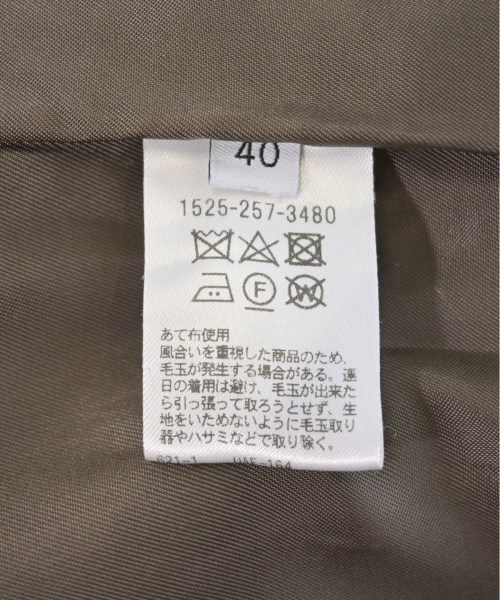 40
1525-257-3480
F W
あて布使用
風合いを重視した商品のため、
毛玉が発生する場合がある。連
日の着用は避け、毛玉が出来た
ら引っ張って取ろうとせず、生
地をいためないように毛玉取り
器やハサミなどで取り除く。
621-1 UAE-164